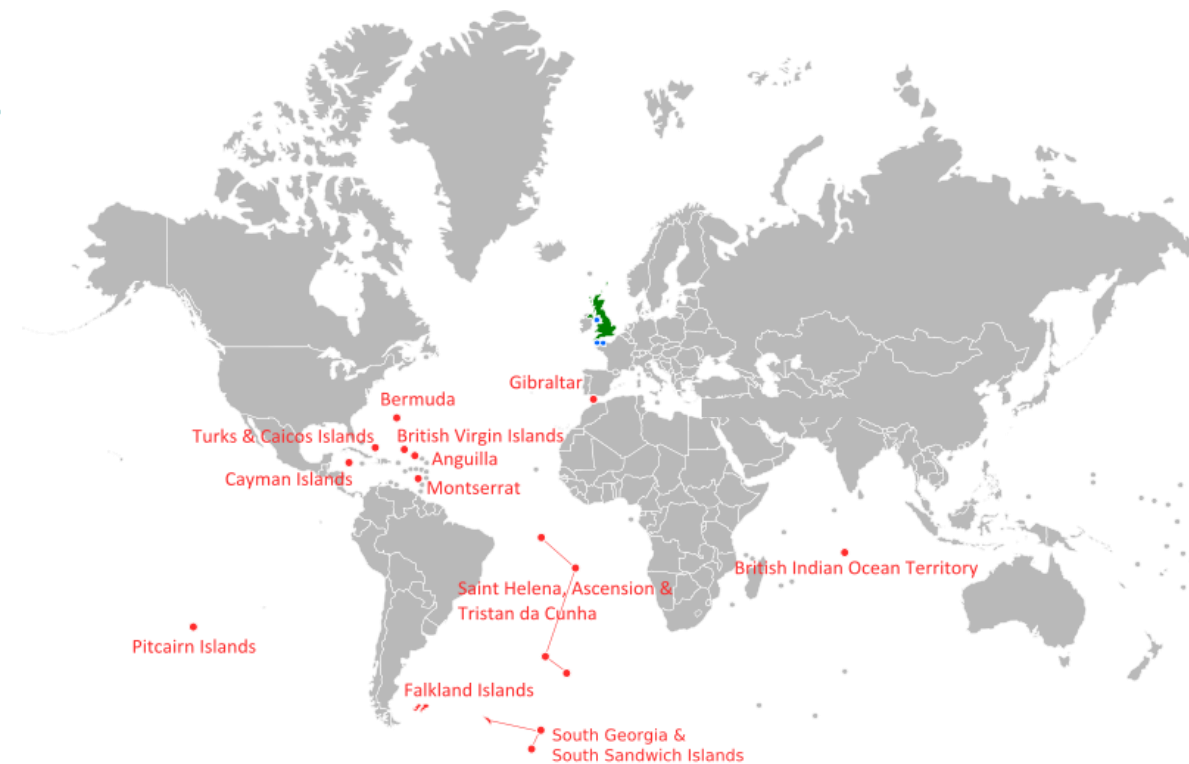 Gibraltar
Bermuda
Turks & Caicos Islands
British Virgin Islands
Anguilla
Cayman Islands
Montserrat
British Indian Ocean Territory
Saint Helena, Ascension &
Tristan da Cunha
Pitcairn Islands
Falkland Islands
South Georgia &
South Sandwich Islands